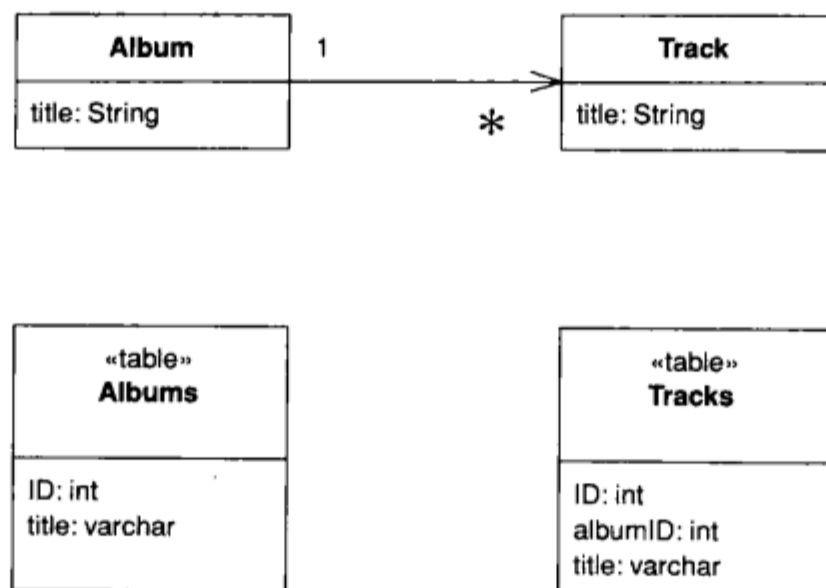 Album
1
Track
title: String
*
title: String
«table»
Albums
ID: int
title: varchar
«table»
Tracks
ID: int
albumID: int
title: varchar